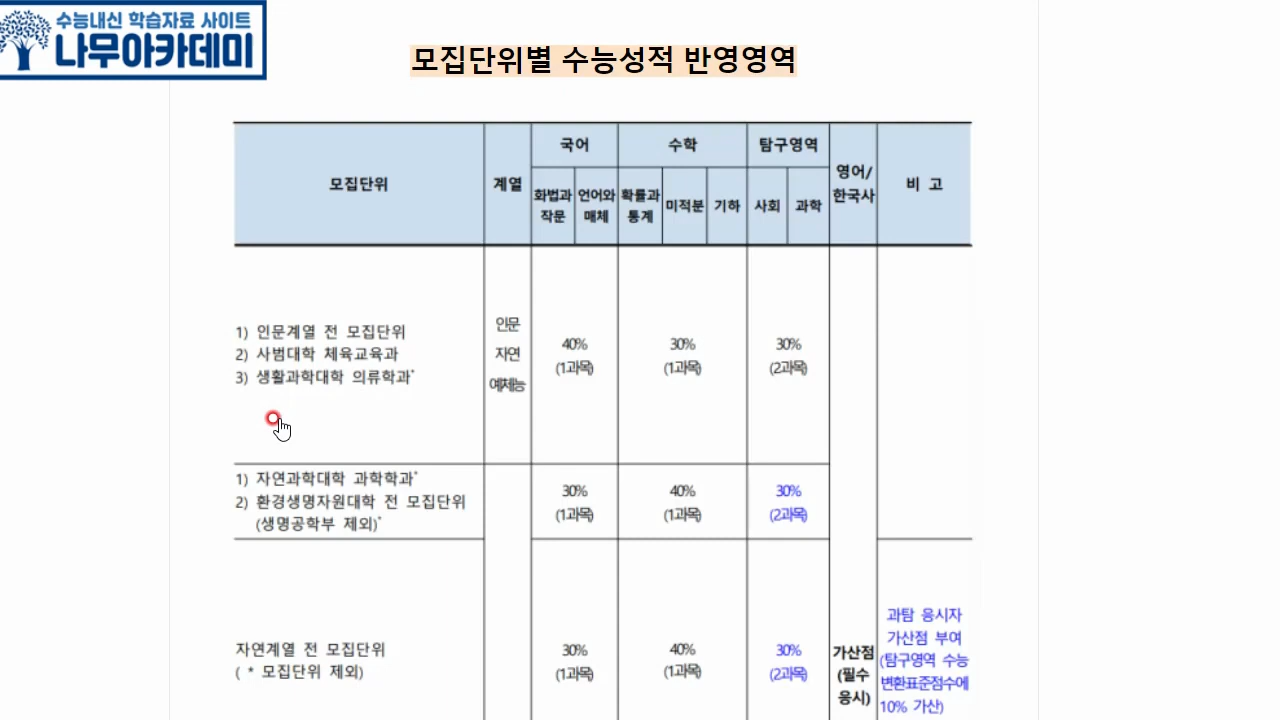 수능내신 학습자료 사이트
나무아카데미
모집단위별 수능성적 반영영역
모집단위
계열
국어
수학
탐구영역
영어/
한국사
비 고
화법과
작문
언어와
매체
확률과
통계
미적분
기하
사회
과학
1) 인문계열 전 모집단위
2) 사범대학 체육교육과
3) 생활과학대학 의류학과*
인문
자연
예체능
40%
(1과목)
30%
(1과목)
30%
(2과목)
1) 자연과학대학 과학학과*
2) 환경생명자원대학 전 모집단위
(생명공학부 제외)*
30%
(1과목)
40%
(1과목)
30%
(2과목)
자연계열 전 모집단위
( * 모집단위 제외)
30%
(1과목)
40%
(1과목)
30%
(2과목)
가산점
(필수
응시)
과탐 응시자
가산점 부여
(탐구영역 수능
변환표준점수에
10% 가산)